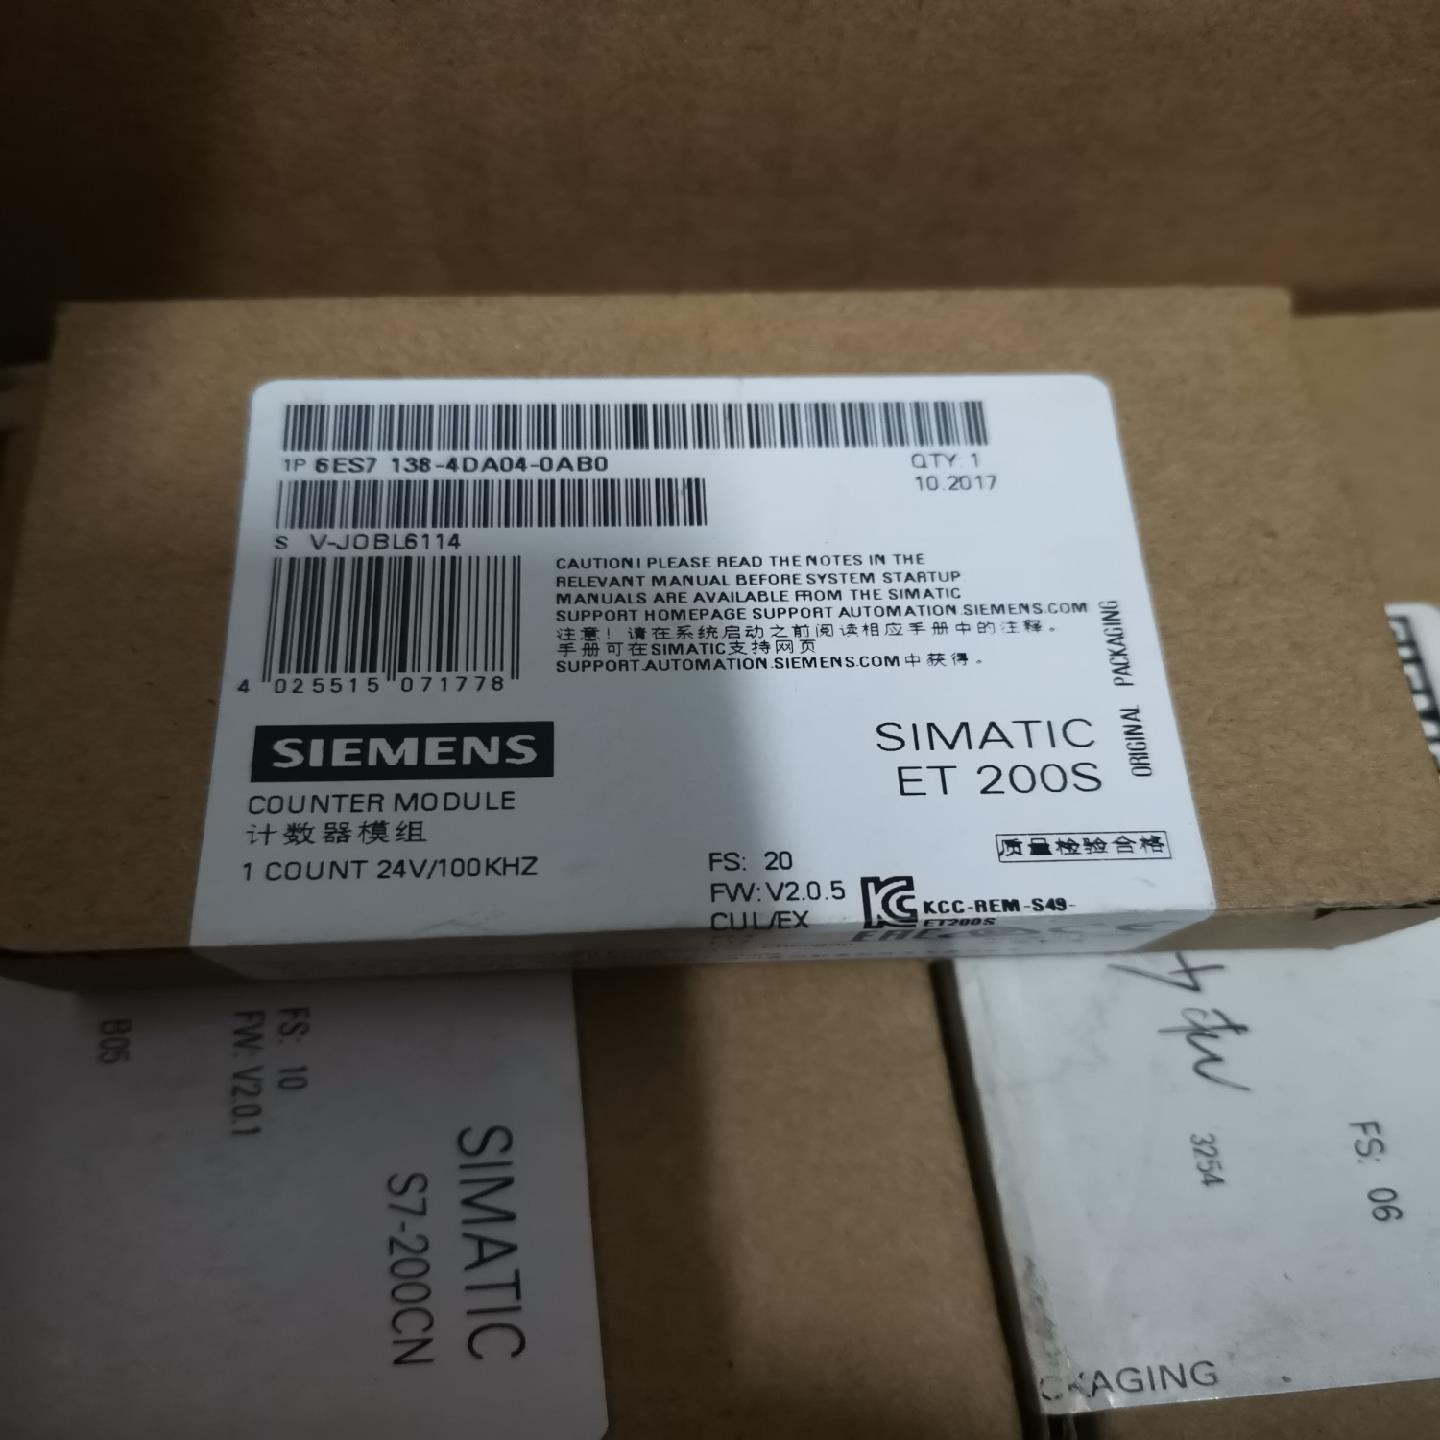 1P 6ES7 138-4DA04-0AB0
QTY: 1
10.2017
S V-JOBL6114
4 025515 071778
CAUTION! PLEASE READ THE NOTES IN THE
RELEVANT MANUAL BEFORE SYSTEM STARTUP
MANUALS ARE AVAILABLE FROM THE SIMATIC
SUPPORT HOMEPAGE SUPPORT AUTOMATION.SIEMENS.COM
注意！请在系统启动之前阅读相应手册中的注释。
手册可在SIMATIC支持网页
SUPPORT.AUTOMATION.SIEMENS.COM中获得。
ORIGINAL PACKAGING
SIEMENS
SIMATIC
ET 200S
COUNTER MODULE
计数器模组
1 COUNT 24V/100KHZ
质量检验合格
FS: 20
FW: V2.0.5
CUL/EX
KCC-REM-S49-
ET200S
EAC
CE
B05
FS: 10
FW: V2.0.1
SIMATIC
S7-200CN
3254
FS: 06
CKAGING